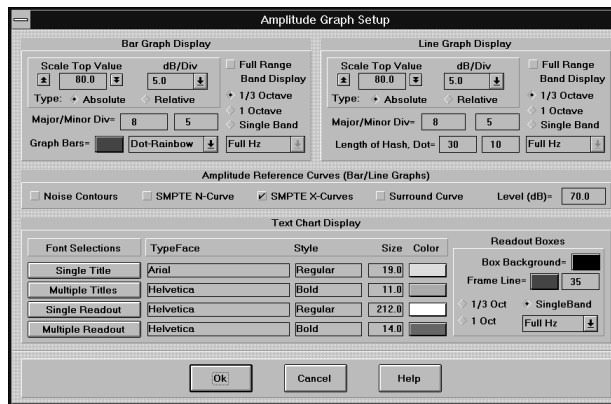 Amplitude Graph Setup
Bar Graph Display
Scale Top Value dB/Div
80.0 5.0
Type: Absolute Relative
Major/Minor Div= 8 5
Graph Bars= Dot-Rainbow
Full Range
Band Display
1/3 Octave
1 Octave
Single Band
Full Hz
Line Graph Display
Scale Top Value dB/Div
80.0 5.0
Type: Absolute Relative
Major/Minor Div= 8 5
Length of Hash, Dot= 30 10
Full Range
Band Display
1/3 Octave
1 Octave
Single Band
Full Hz
Amplitude Reference Curves (Bar/Line Graphs)
Noise Contours SMPTE N-Curve SMPTE X-Curves Surround Curve Level (dB)= 70.0
Text Chart Display
Font Selections TypeFace Style Size Color
Single Title Arial Regular 19.0
Multiple Titles Helvetica Bold 11.0
Single Readout Helvetica Regular 212.0
Multiple Readout Helvetica Bold 14.0
Readout Boxes
Box Background=
Frame Line= 35
1/3 Oct SingleBand
1 Oct Full Hz
Ok Cancel Help